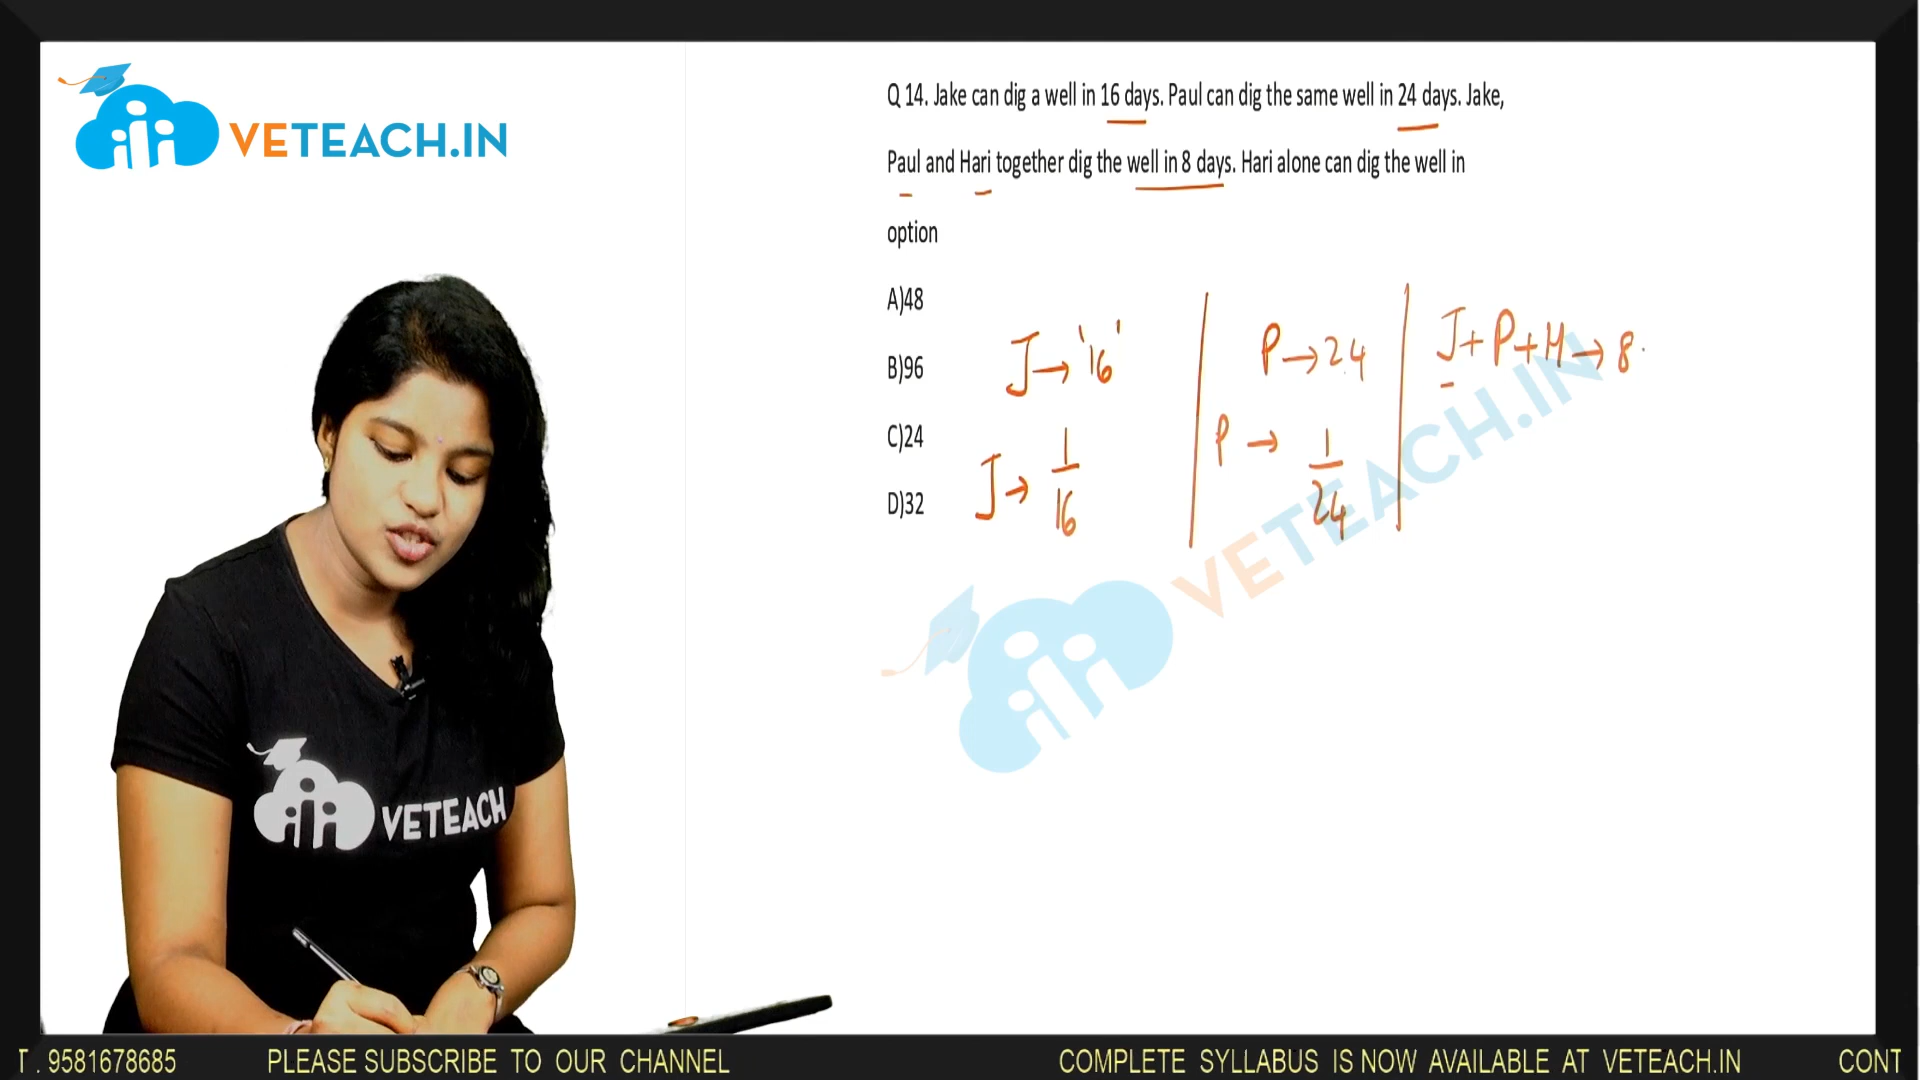 VETEACH.IN
Q 14. Jake can dig a well in 16 days. Paul can dig the same well in 24 days. Jake,
Paul and Hari together dig the well in 8 days. Hari alone can dig the well in
option
A)48
B)96
C)24
D)32
J→'16' P→24 J+P+H→8
J→ 1/16 P→ 1/24
VETEACH.IN
VETEACH
T . 9581678685 PLEASE SUBSCRIBE TO OUR CHANNEL COMPLETE SYLLABUS IS NOW AVAILABLE AT VETEACH.IN CONT